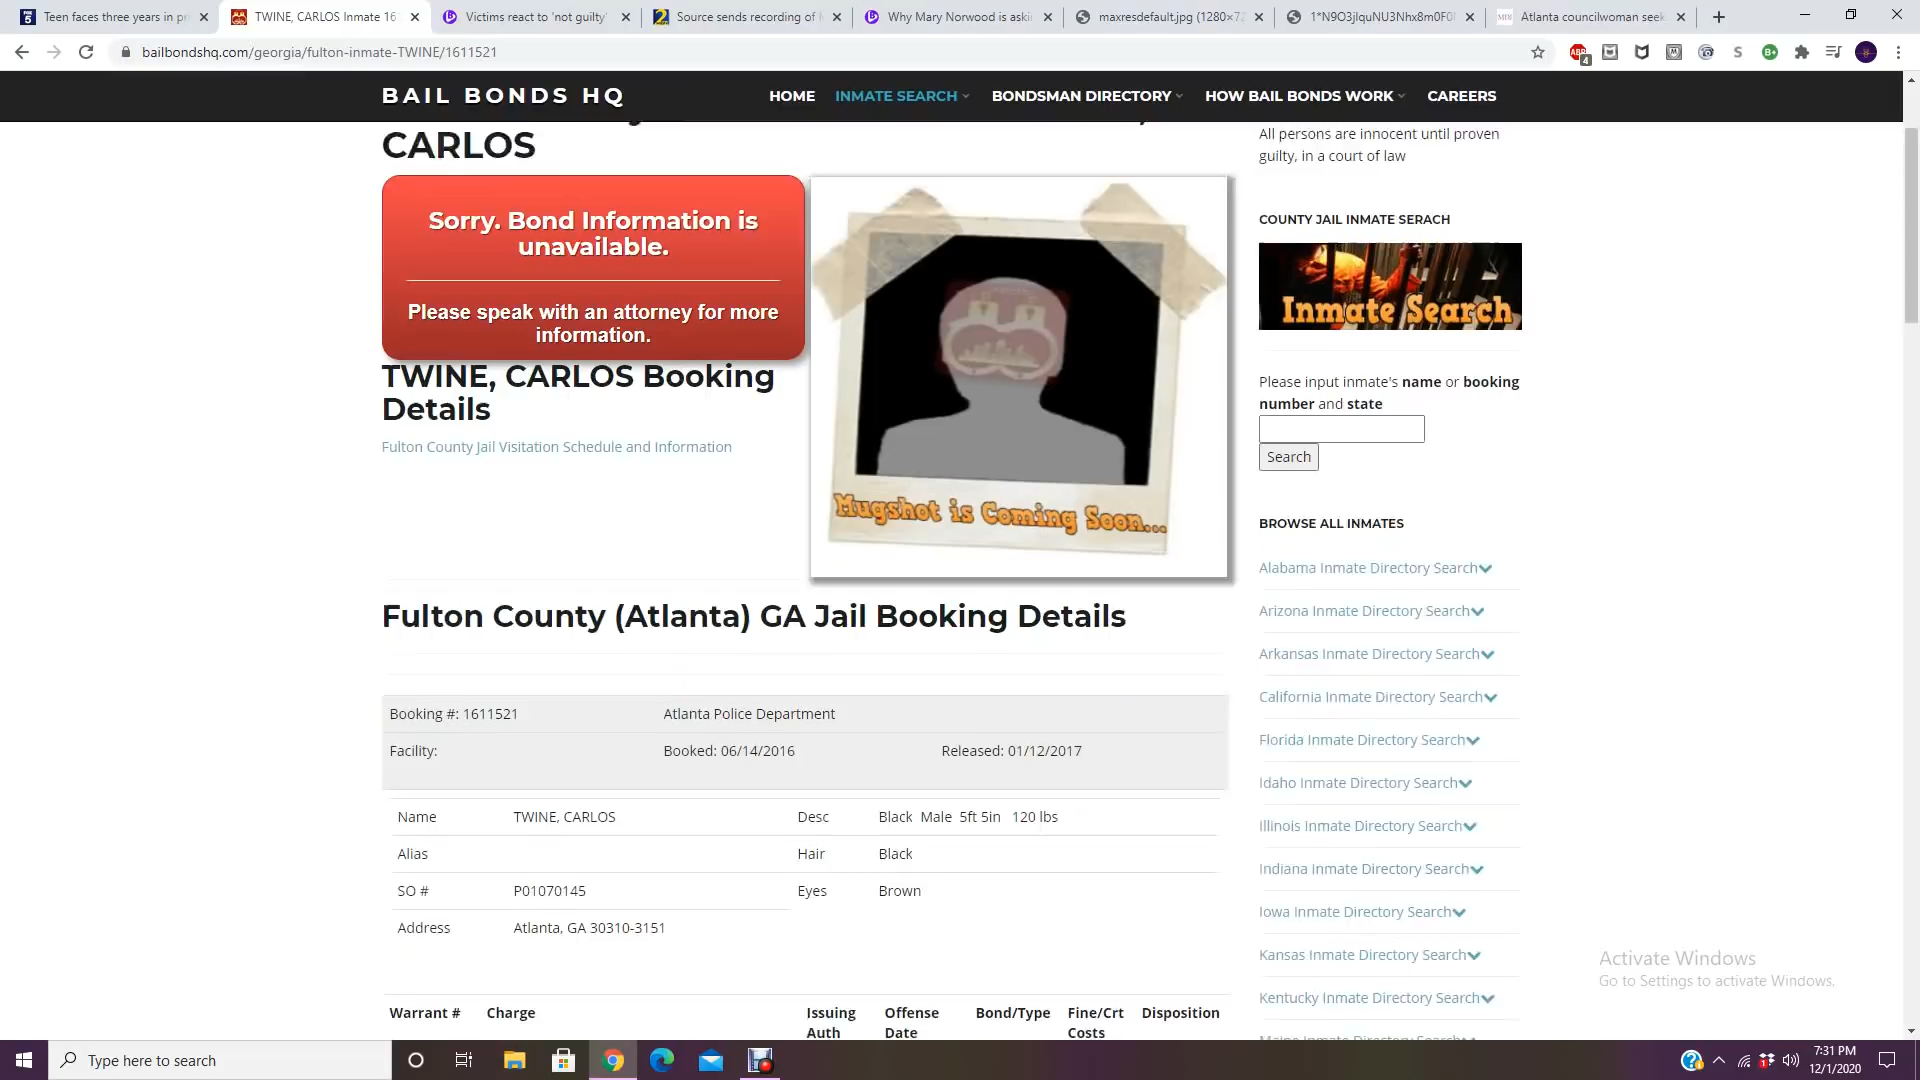 Teen faces three years in pr
TWINE, CARLOS Inmate 16
Victims react to 'not guilty'
Source sends recording of
Why Mary Norwood is aski
maxresdefault.jpg (1280×72
Atlanta councilwoman seek
bailbondshq.com/georgia/fulton-inmate-TWINE/1611521
BAIL BONDS HQ
HOME INMATE SEARCH BONDSMAN DIRECTORY HOW BAIL BONDS WORK CAREERS
CARLOS
Sorry. Bond Information is
unavailable.
Please speak with an attorney for more
information.
TWINE, CARLOS Booking
Details
Fulton County Jail Visitation Schedule and Information
Mugshot is Coming Soon...
Fulton County (Atlanta) GA Jail Booking Details
Booking #: 1611521 Atlanta Police Department
Facility: Booked: 06/14/2016 Released: 01/12/2017
Name TWINE, CARLOS Desc Black Male 5ft 5in 120 lbs
Alias Hair Black
SO # P01070145 Eyes Brown
Address Atlanta, GA 30310-3151
Warrant # Charge Issuing Auth Offense Date Bond/Type Fine/Crt Costs Disposition
All persons are innocent until proven
guilty, in a court of law
COUNTY JAIL INMATE SERACH
Inmate Search
Please input inmate's name or booking
number and state
Search
BROWSE ALL INMATES
Alabama Inmate Directory Search
Arizona Inmate Directory Search
Arkansas Inmate Directory Search
California Inmate Directory Search
Florida Inmate Directory Search
Idaho Inmate Directory Search
Illinois Inmate Directory Search
Indiana Inmate Directory Search
Iowa Inmate Directory Search
Kansas Inmate Directory Search
Kentucky Inmate Directory Search
Activate Windows
Go to Settings to activate Windows.
Type here to search
7:31 PM
12/1/2020